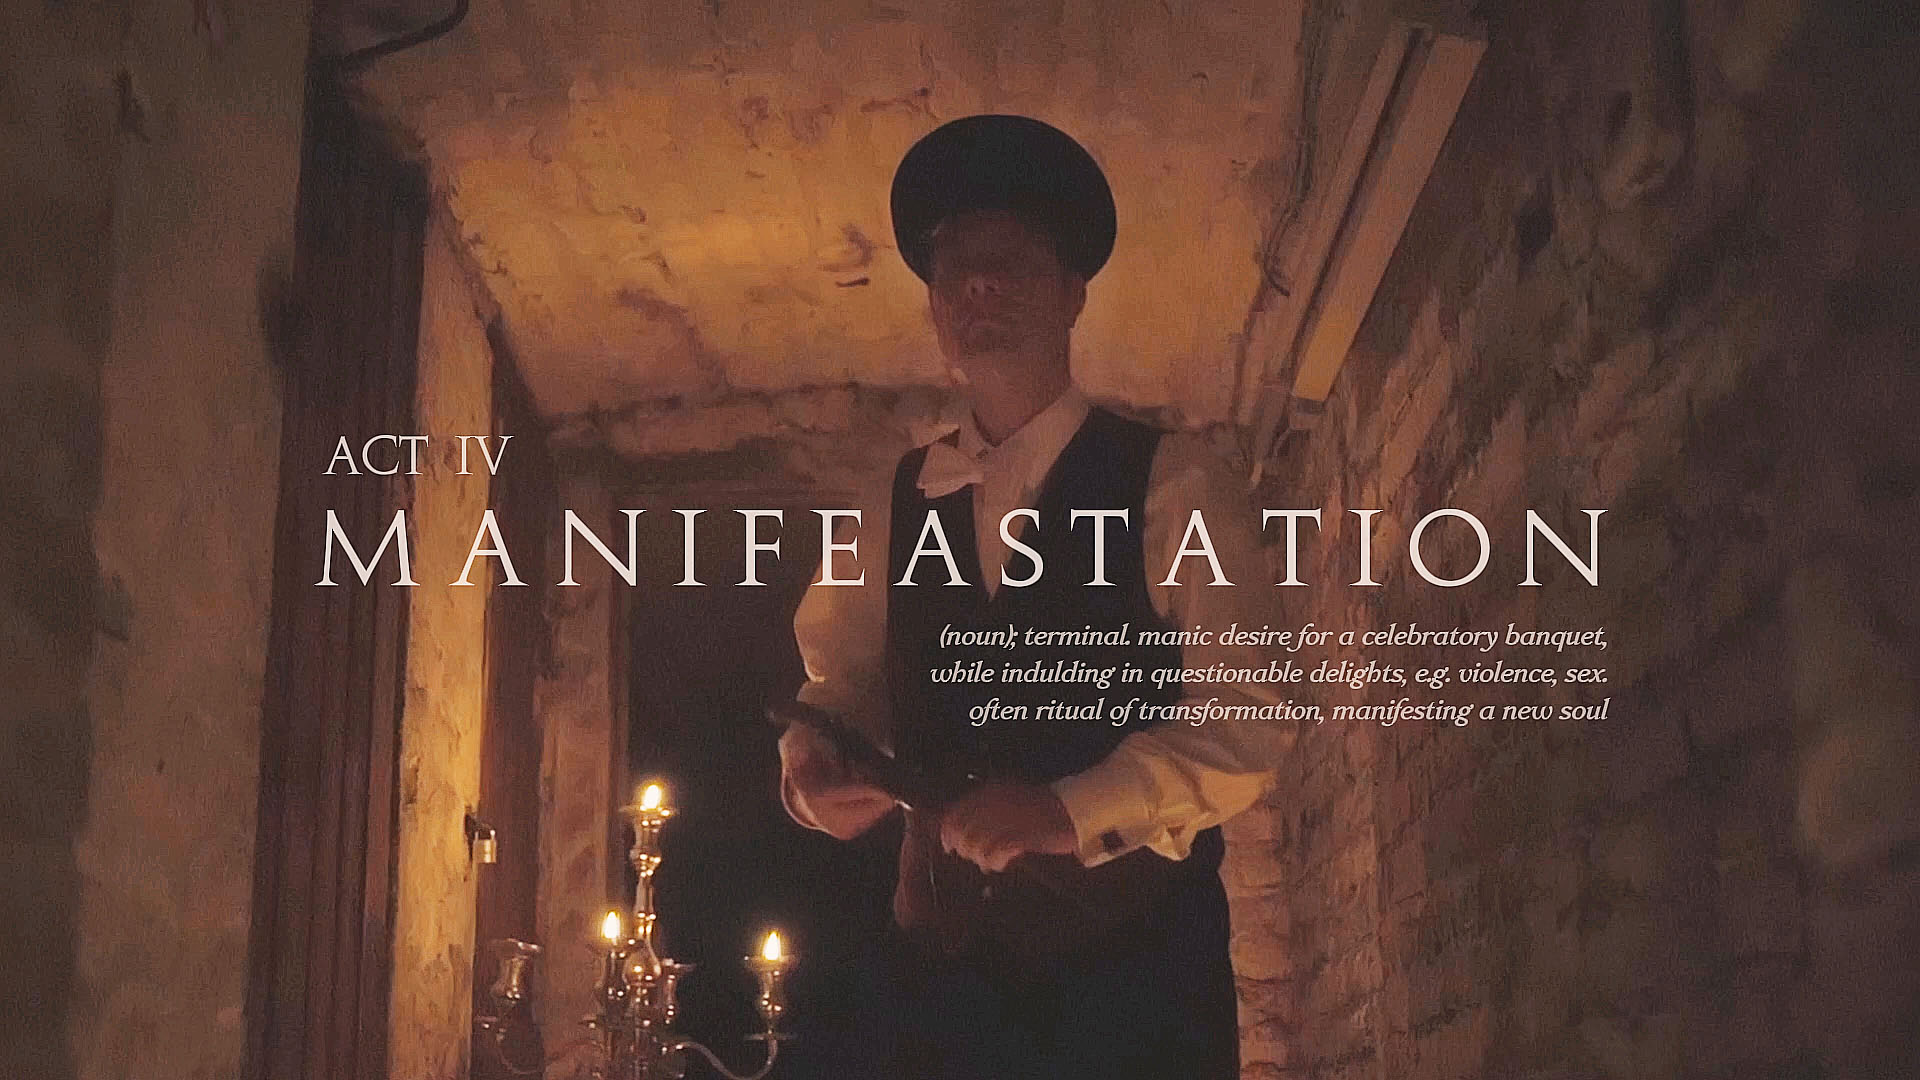 ACT IV
MANIFEASTATION
(noun); terminal. manic desire for a celebratory banquet,
while indulding in questionable delights, e.g. violence, sex.
often ritual of transformation, manifesting a new soul